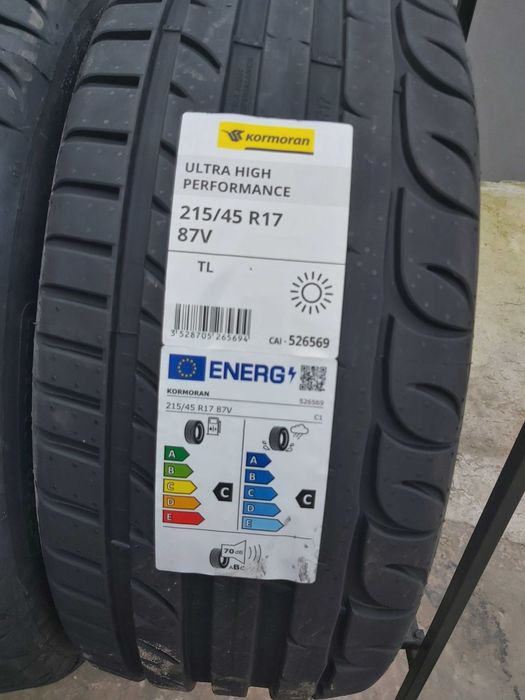 KORMORAN
ULTRA HIGH
PERFORMANCE
215/45 R17
87V
TL
3 528705 265694
CAI - 526569
ENERG
KORMORAN
526569
215/45 R17 87V
C1
A
B
C
D
E
C
A
B
C
D
E
C
70 dB
ABC